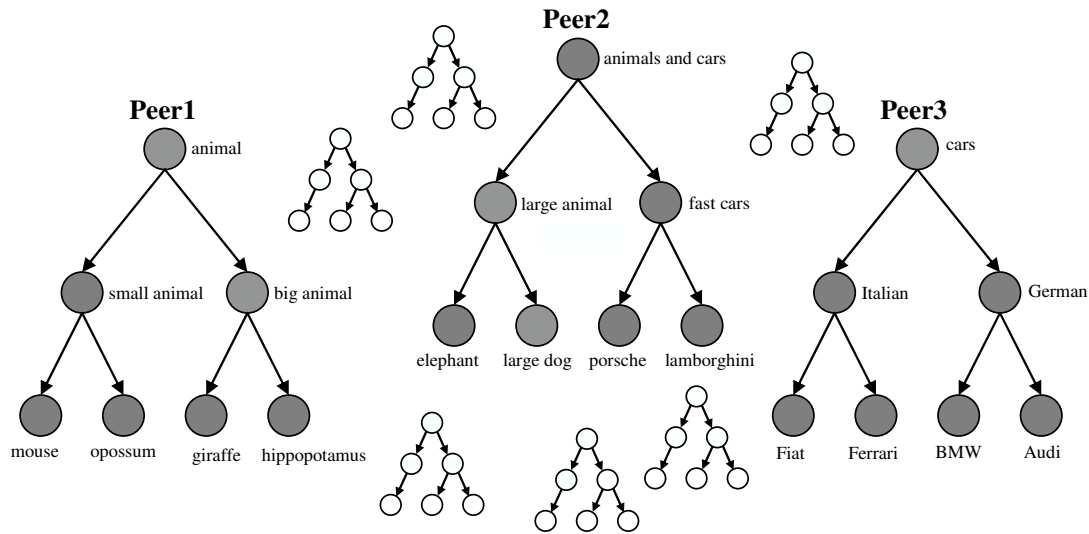 Peer2
animals and cars
Peer1
Peer3
animal
cars
large animal
fast cars
small animal
big animal
Italian
German
elephant
large dog
porsche
lamborghini
mouse
opossum
giraffe
hippopotamus
Fiat
Ferrari
BMW
Audi